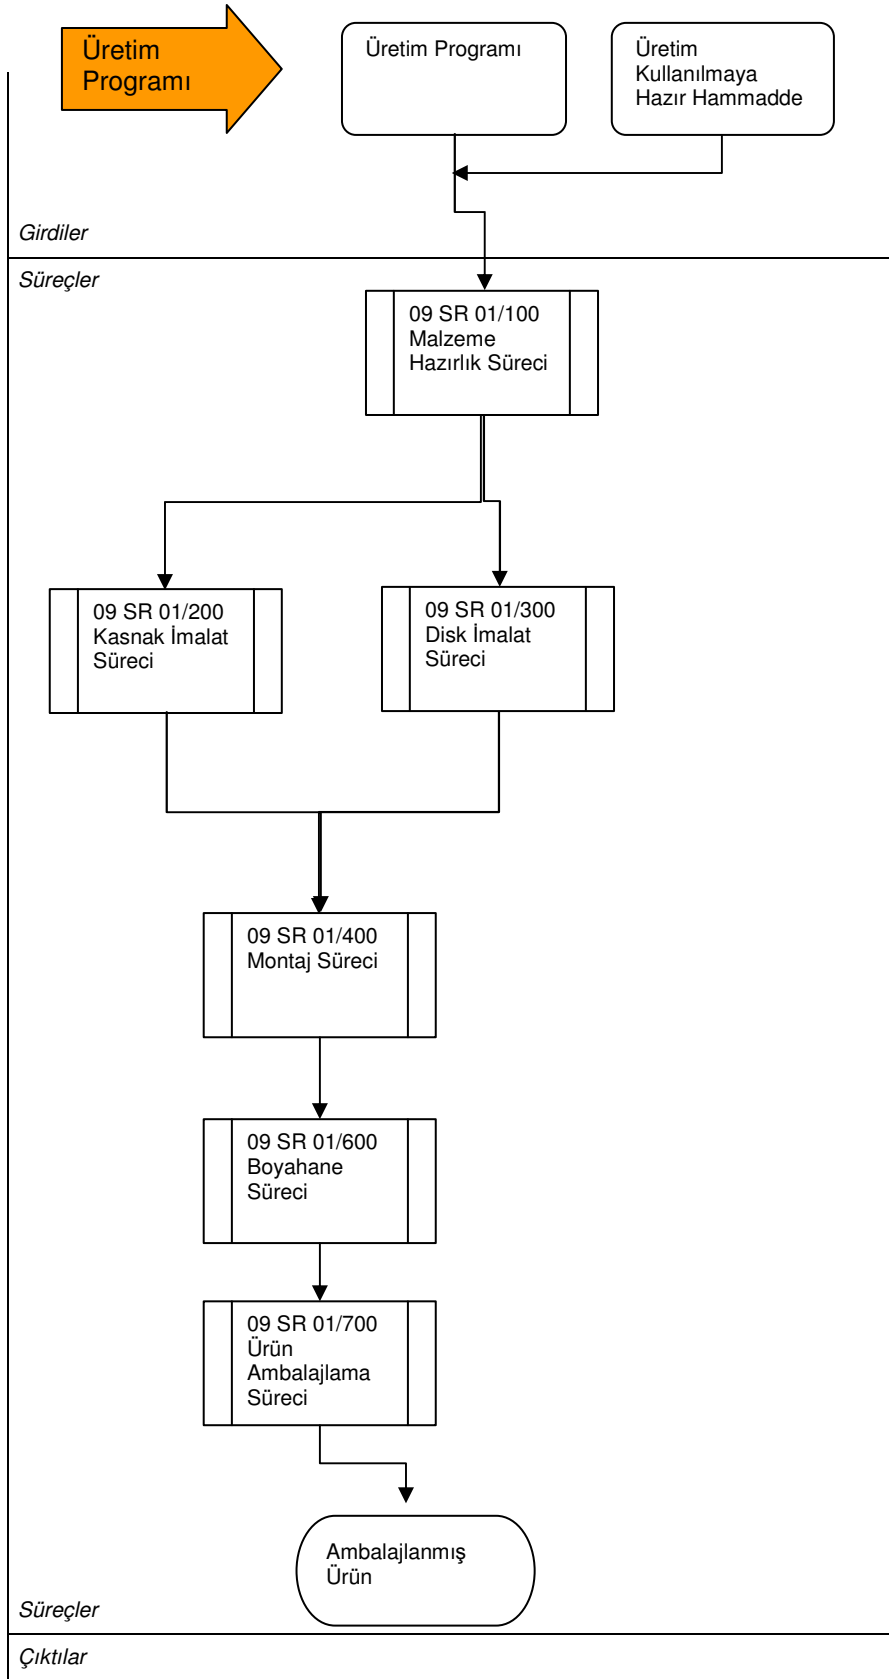 Üretim
Programı
Üretim Programı
Üretim
Kullanılmaya
Hazır Hammadde
Girdiler
Süreçler
09 SR 01/100
Malzeme
Hazırlık Süreci
09 SR 01/200
Kasnak İmalat
Süreci
09 SR 01/300
Disk İmalat
Süreci
09 SR 01/400
Montaj Süreci
09 SR 01/600
Boyahane
Süreci
09 SR 01/700
Ürün
Ambalajlama
Süreci
Ambalajlanmış
Ürün
Süreçler
Çıktılar